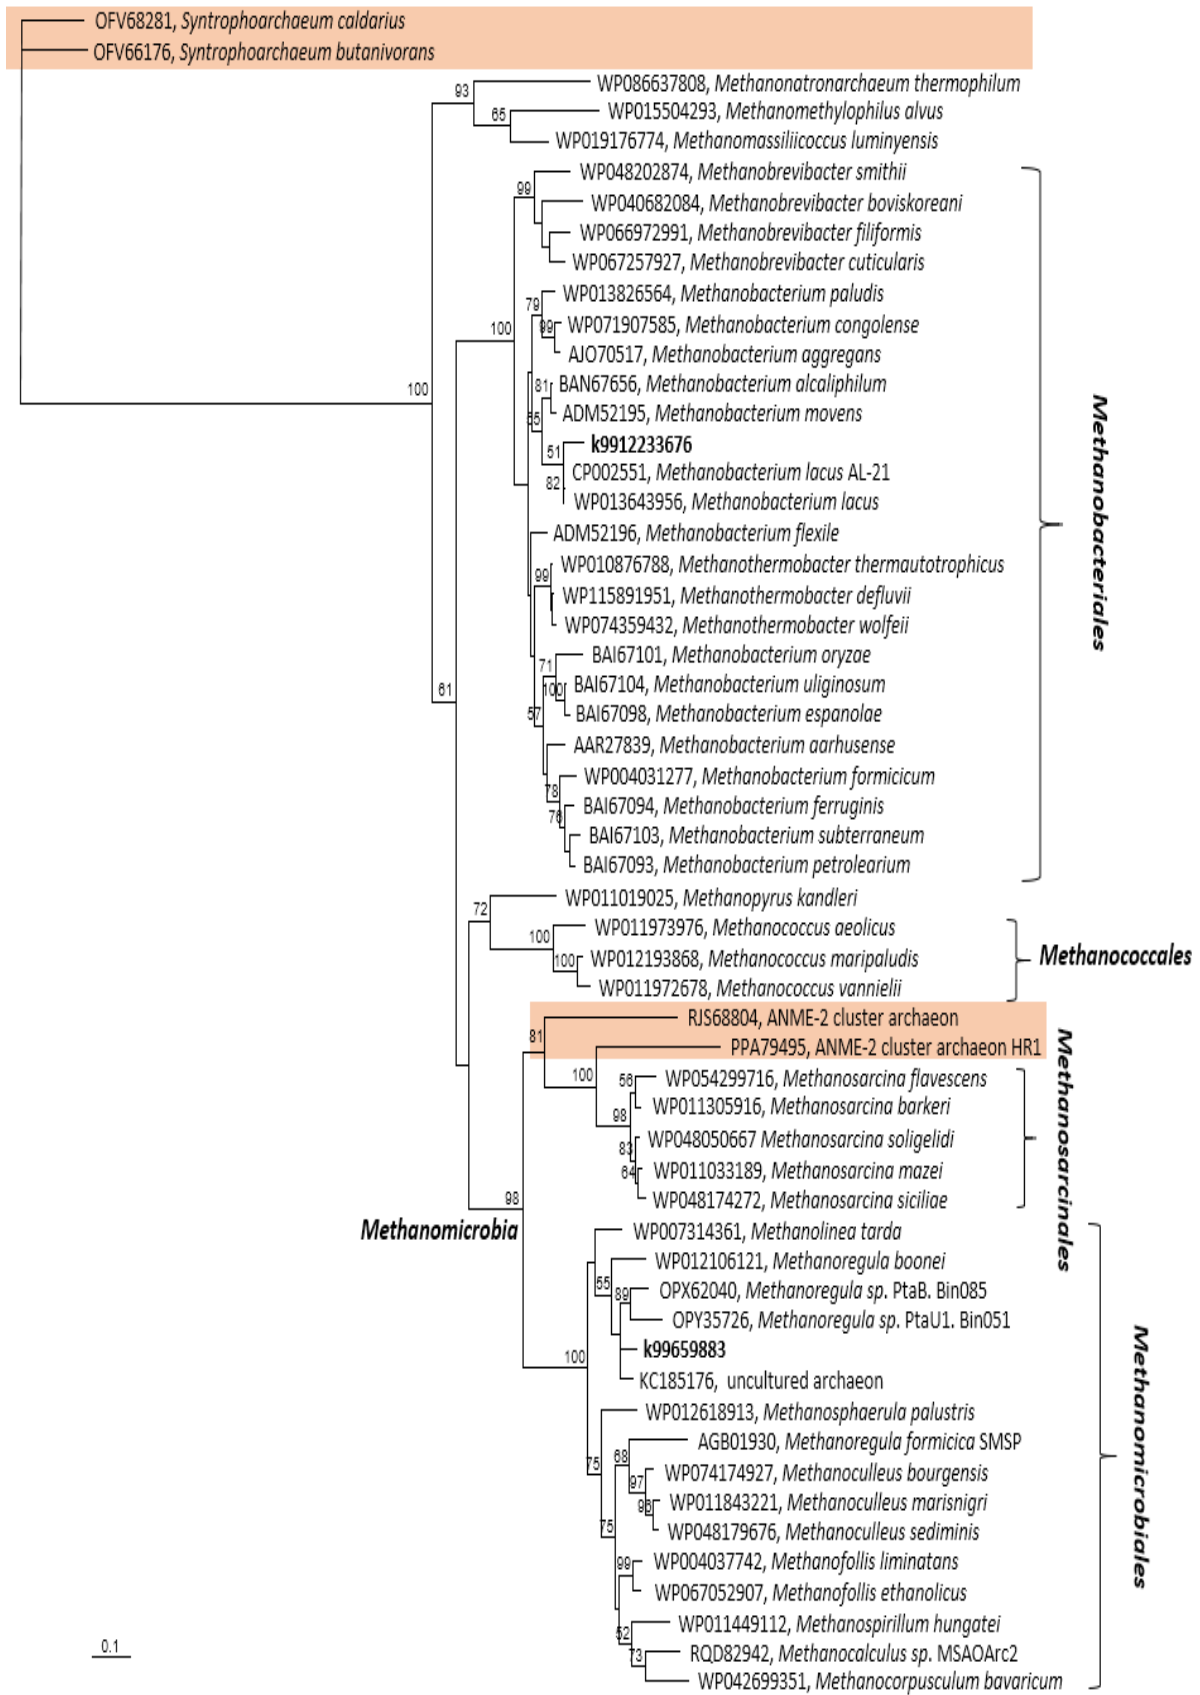 OFV68281, Syntrophoarchaeum caldarius
OFV66176, Syntrophoarchaeum butanivorans
93
WP086637808, Methanonatronarchaeum thermophilum
65
WP015504293, Methanomethylophilus alvus
WP019176774, Methanomassiliicoccus luminyensis
99
WP048202874, Methanobrevibacter smithii
WP040682084, Methanobrevibacter boviskoreani
WP066972991, Methanobrevibacter filiformis
WP067257927, Methanobrevibacter cuticularis
79
WP013826564, Methanobacterium paludis
100
99
WP071907585, Methanobacterium congolense
AJO70517, Methanobacterium aggregans
100
81
BAN67656, Methanobacterium alcaliphilum
ADM52195, Methanobacterium movens
51
k9912233676
82
CP002551, Methanobacterium lacus AL-21
WP013643956, Methanobacterium lacus
ADM52196, Methanobacterium flexile
99
WP010876788, Methanothermobacter thermautotrophicus
WP115891951, Methanothermobacter defluvii
WP074359432, Methanothermobacter wolfeii
71
BAI67101, Methanobacterium oryzae
61
100
BAI67104, Methanobacterium uliginosum
57
BAI67098, Methanobacterium espanolae
AAR27839, Methanobacterium aarhusense
78
WP004031277, Methanobacterium formicicum
76
BAI67094, Methanobacterium ferruginis
BAI67103, Methanobacterium subterraneum
BAI67093, Methanobacterium petrolearium
Methanobacteriales
72
WP011019025, Methanopyrus kandleri
100
WP011973976, Methanococcus aeolicus
100
WP012193868, Methanococcus maripaludis
WP011972678, Methanococcus vannielii
Methanococcales
81
RJS68804, ANME-2 cluster archaeon
PPA79495, ANME-2 cluster archaeon HR1
100
56
WP054299716, Methanosarcina flavescens
98
WP011305916, Methanosarcina barkeri
83
WP048050667 Methanosarcina soligelidi
64
WP011033189, Methanosarcina mazei
98
WP048174272, Methanosarcina siciliae
Methanosarcinales
Methanomicrobia
WP007314361, Methanolinea tarda
WP012106121, Methanoregula boonei
55
89
OPX62040, Methanoregula sp. PtaB. Bin085
OPY35726, Methanoregula sp. PtaU1. Bin051
100
k99659883
KC185176, uncultured archaeon
WP012618913, Methanosphaerula palustris
75
68
AGB01930, Methanoregula formicica SMSP
97
WP074174927, Methanoculleus bourgensis
WP011843221, Methanoculleus marisnigri
75
WP048179676, Methanoculleus sediminis
99
WP004037742, Methanofollis liminatans
WP067052907, Methanofollis ethanolicus
52
WP011449112, Methanospirillum hungatei
73
RQD82942, Methanocalculus sp. MSAOArc2
WP042699351, Methanocorpusculum bavaricum
Methanomicrobiales
0.1